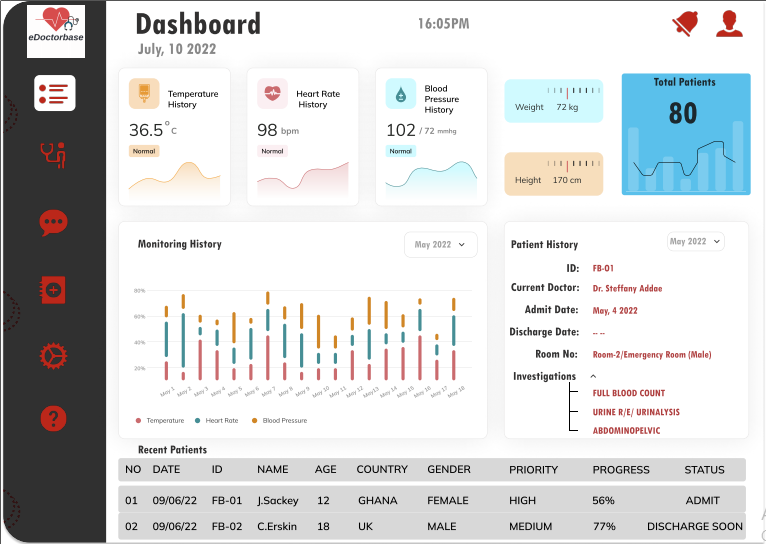 eDoctorbase
Dashboard
July, 10 2022
16:05PM
Temperature
History
36.5° C
Normal
Heart Rate
History
98 bpm
Normal
Blood
Pressure
History
102 / 72 mmhg
Normal
Weight 72 kg
Height 170 cm
Total Patients
80
Monitoring History
May 2022
80%
60%
40%
20%
May 1 May 2 May 3 May 4 May 5 May 6 May 7 May 8 May 9 May 10 May 11 May 12 May 13 May 14 May 15 May 16 May 17 May 18
Temperature Heart Rate Blood Pressure
Patient History
May 2022
ID: FB-01
Current Doctor: Dr. Steffany Addae
Admit Date: May, 4 2022
Discharge Date: -- --
Room No: Room-2/Emergency Room (Male)
Investigations
FULL BLOOD COUNT
URINE R/E/ URINALYSIS
ABDOMINOPELVIC
Recent Patients
NO DATE ID NAME AGE COUNTRY GENDER PRIORITY PROGRESS STATUS
01 09/06/22 FB-01 J.Sackey 12 GHANA FEMALE HIGH 56% ADMIT
02 09/06/22 FB-02 C.Erskin 18 UK MALE MEDIUM 77% DISCHARGE SOON